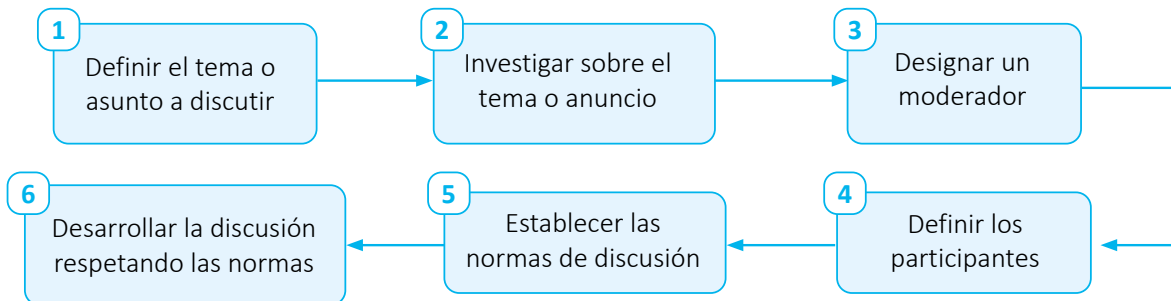 1
Definir el tema o
asunto a discutir
2
Investigar sobre el
tema o anuncio
3
Designar un
moderador
4
Definir los
participantes
5
Establecer las
normas de discusión
6
Desarrollar la discusión
respetando las normas